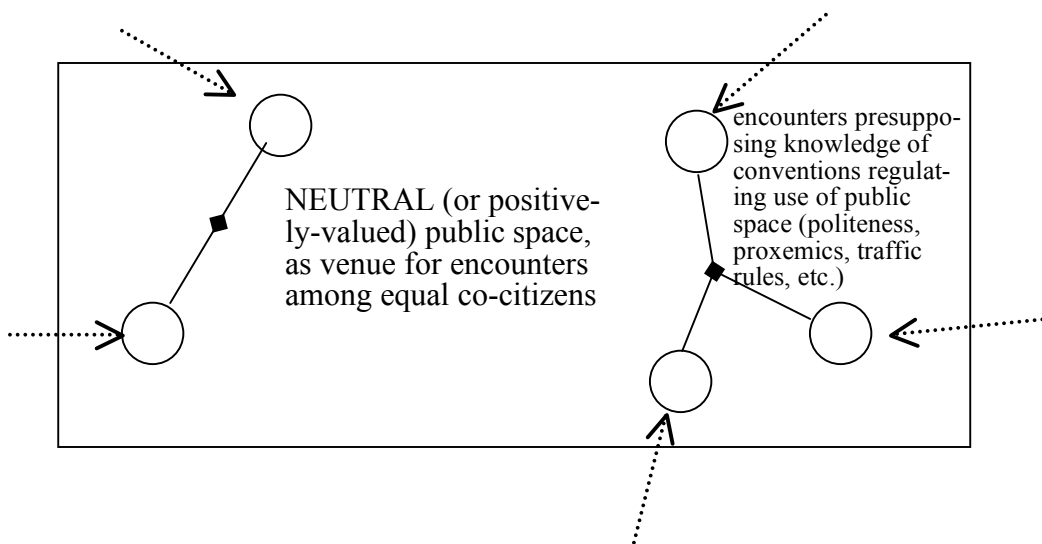 NEUTRAL (or positive-
ly-valued) public space,
as venue for encounters
among equal co-citizens
encounters presuppo-
sing knowledge of
conventions regulat-
ing use of public
space (politeness,
proxemics, traffic
rules, etc.)